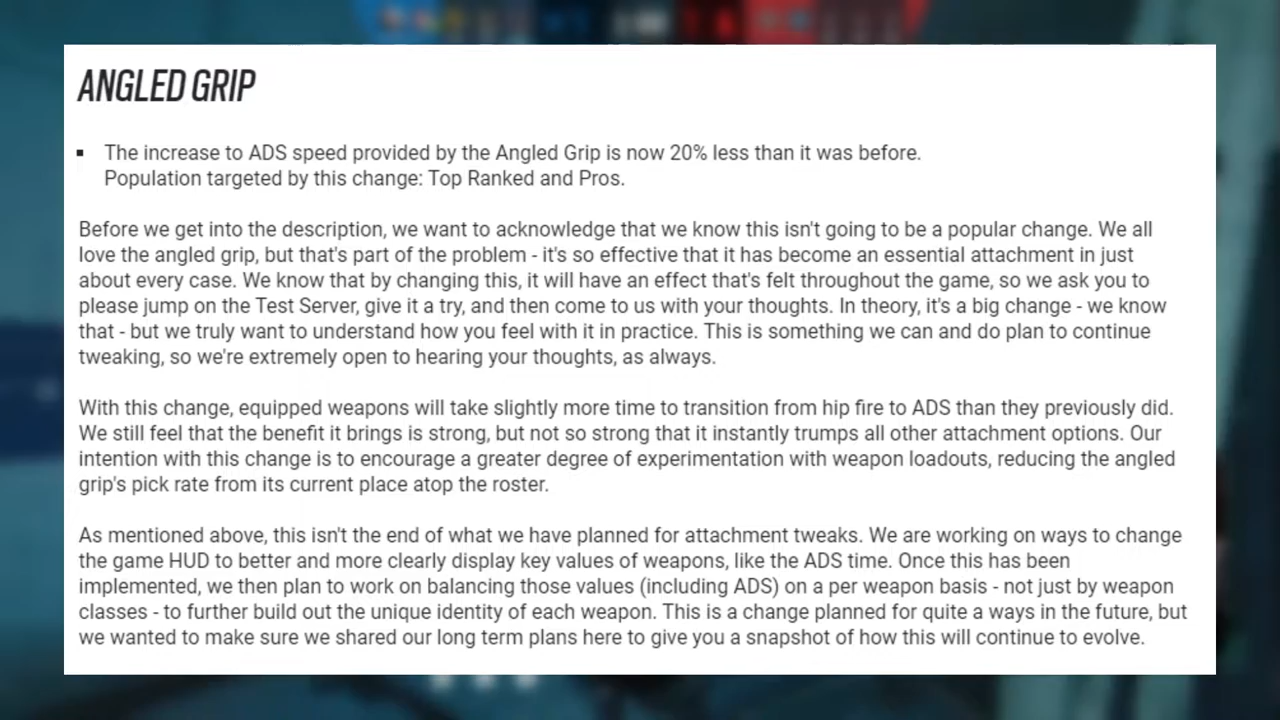 ANGLED GRIP
▪ The increase to ADS speed provided by the Angled Grip is now 20% less than it was before.
Population targeted by this change: Top Ranked and Pros.
Before we get into the description, we want to acknowledge that we know this isn't going to be a popular change. We all
love the angled grip, but that's part of the problem - it's so effective that it has become an essential attachment in just
about every case. We know that by changing this, it will have an effect that's felt throughout the game, so we ask you to
please jump on the Test Server, give it a try, and then come to us with your thoughts. In theory, it's a big change - we know
that - but we truly want to understand how you feel with it in practice. This is something we can and do plan to continue
tweaking, so we're extremely open to hearing your thoughts, as always.
With this change, equipped weapons will take slightly more time to transition from hip fire to ADS than they previously did.
We still feel that the benefit it brings is strong, but not so strong that it instantly trumps all other attachment options. Our
intention with this change is to encourage a greater degree of experimentation with weapon loadouts, reducing the angled
grip's pick rate from its current place atop the roster.
As mentioned above, this isn't the end of what we have planned for attachment tweaks. We are working on ways to change
the game HUD to better and more clearly display key values of weapons, like the ADS time. Once this has been
implemented, we then plan to work on balancing those values (including ADS) on a per weapon basis - not just by weapon
classes - to further build out the unique identity of each weapon. This is a change planned for quite a ways in the future, but
we wanted to make sure we shared our long term plans here to give you a snapshot of how this will continue to evolve.